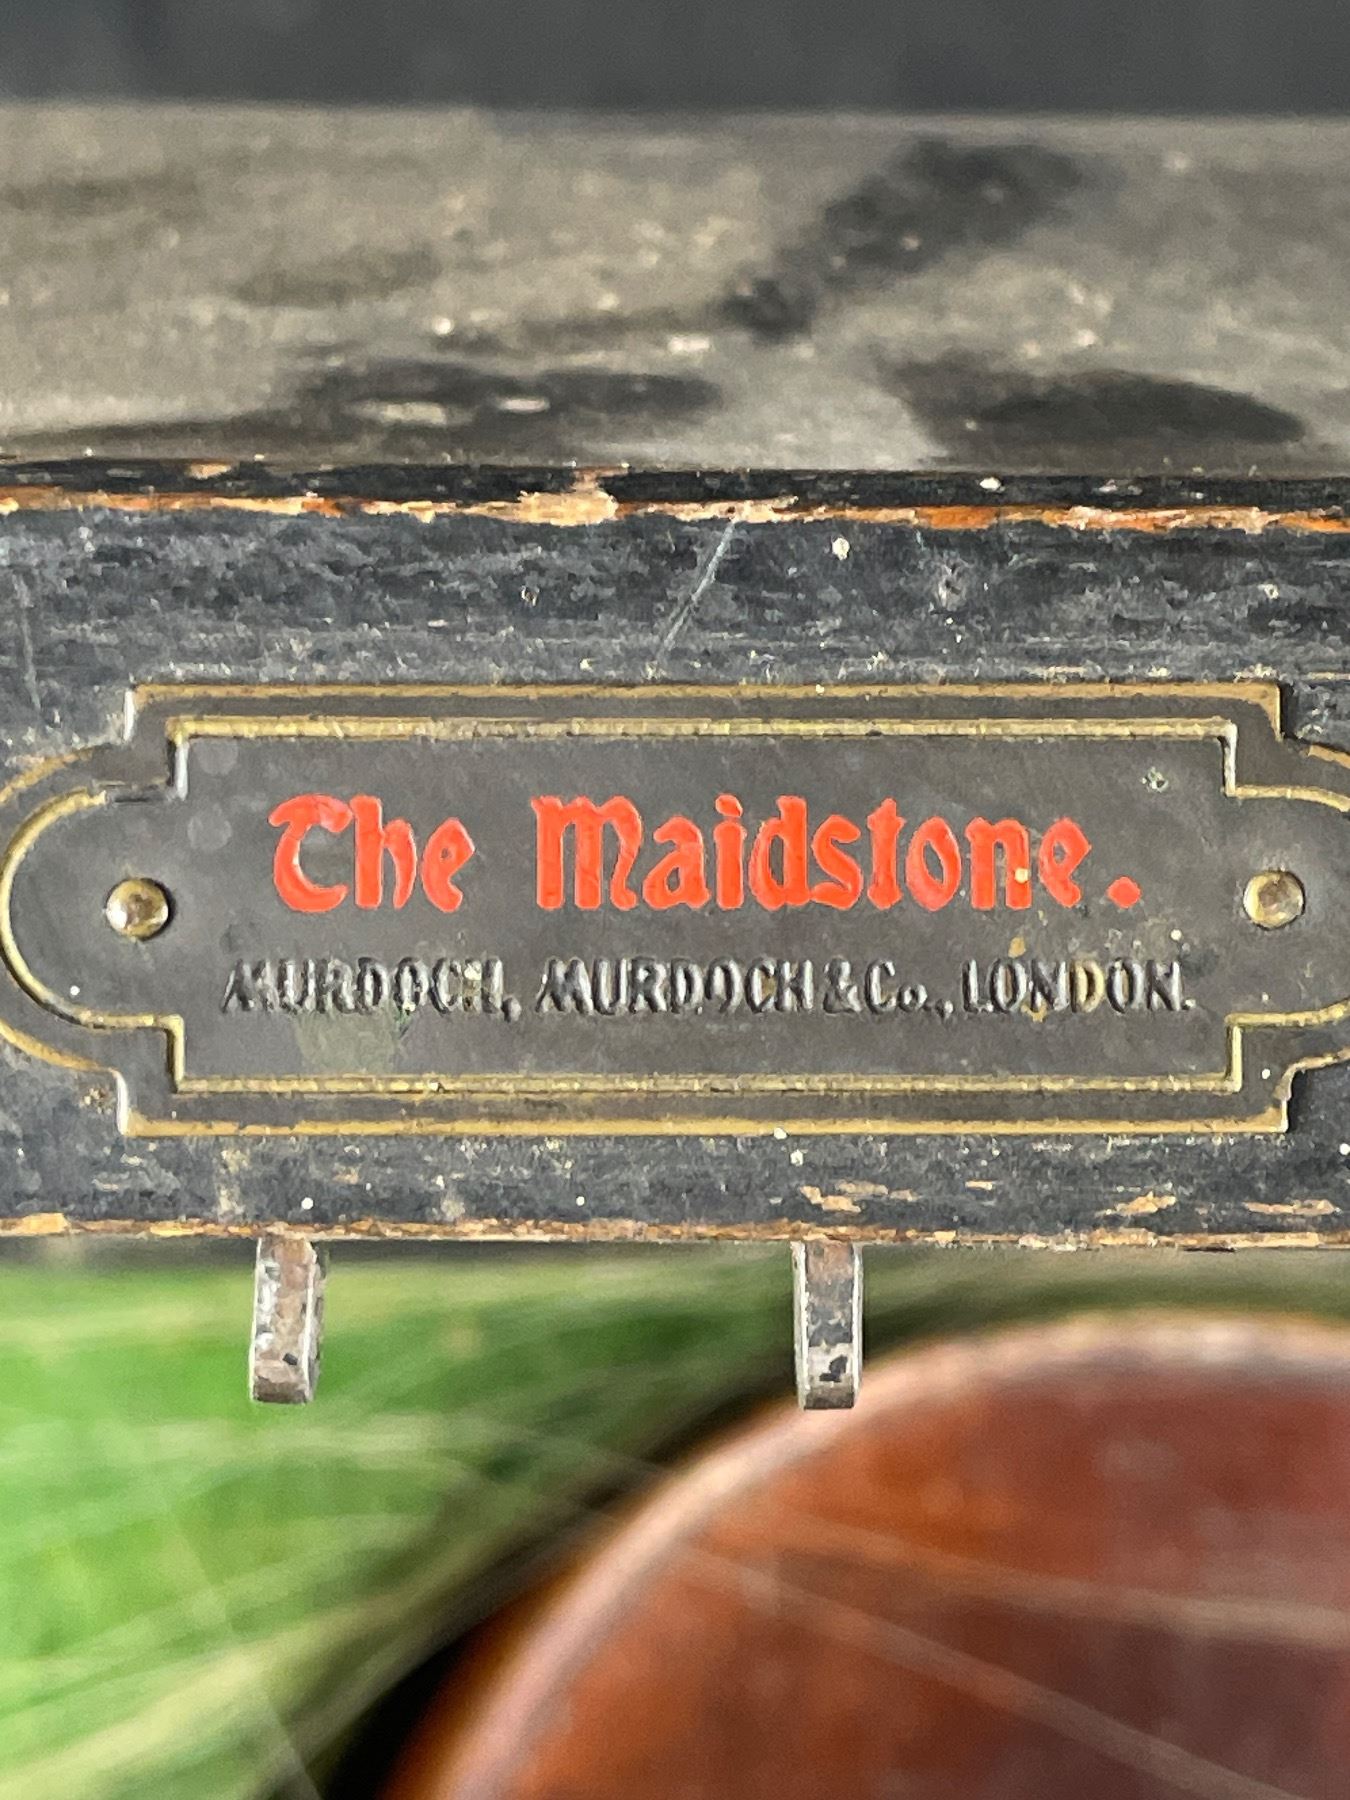 The Maidstone.
MURDOCH, MURDOCH & Co., LONDON.